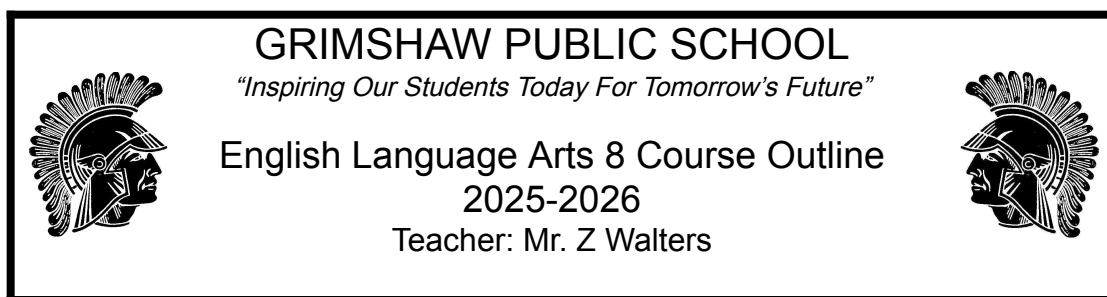 GRIMSHAW PUBLIC SCHOOL
“Inspiring Our Students Today For Tomorrow’s Future”
English Language Arts 8 Course Outline
2025-2026
Teacher: Mr. Z Walters